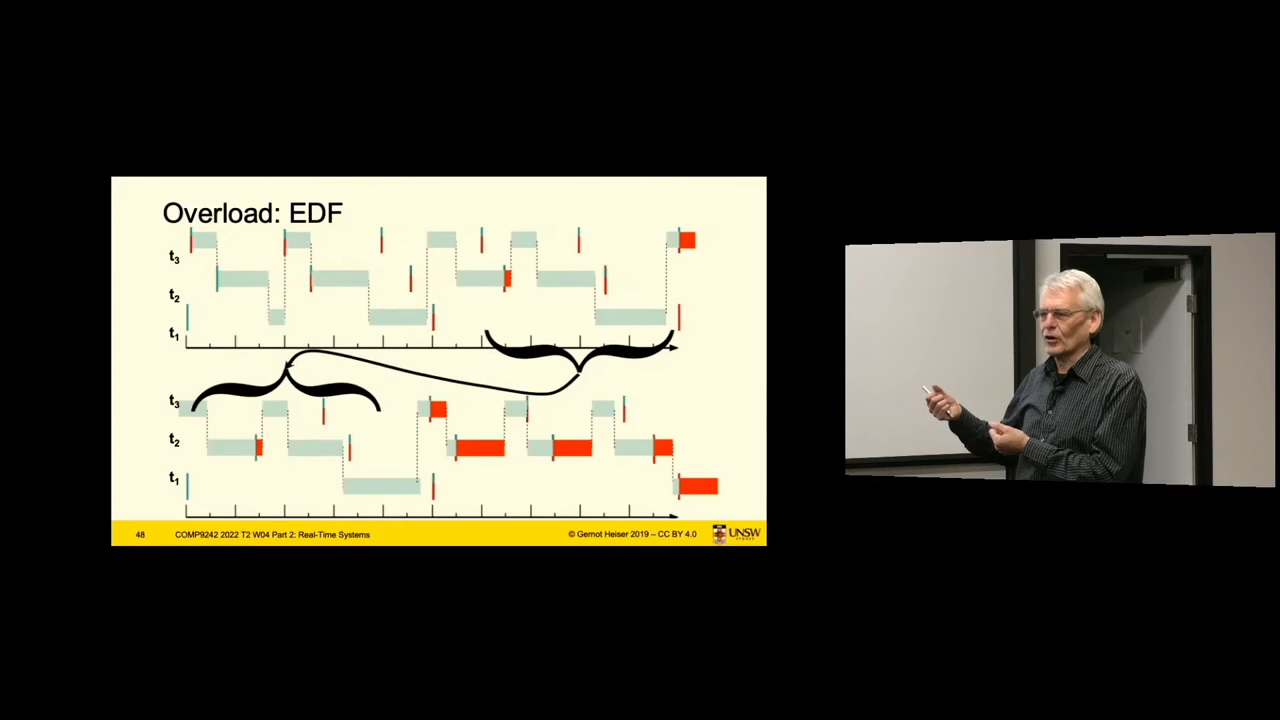 Overload: EDF
t3
t2
t1
t3
t2
t1
48 COMP9242 2022 T2 W04 Part 2: Real-Time Systems © Gernot Heiser 2019 – CC BY 4.0 UNSW
SYDNEY